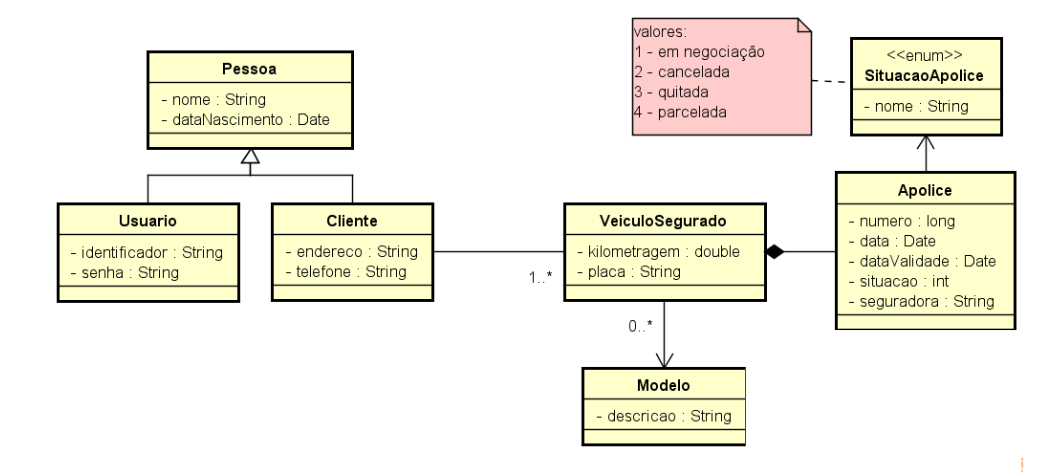 valores:
1 - em negociação
2 - cancelada
3 - quitada
4 - parcelada
<<enum>>
SituacaoApolice
- nome : String
Pessoa
- nome : String
- dataNascimento : Date
Usuario
- identificador : String
- senha : String
Cliente
- endereco : String
- telefone : String
1..*
VeiculoSegurado
- kilometragem : double
- placa : String
0..*
Apolice
- numero : long
- data : Date
- dataValidade : Date
- situacao : int
- seguradora : String
Modelo
- descricao : String